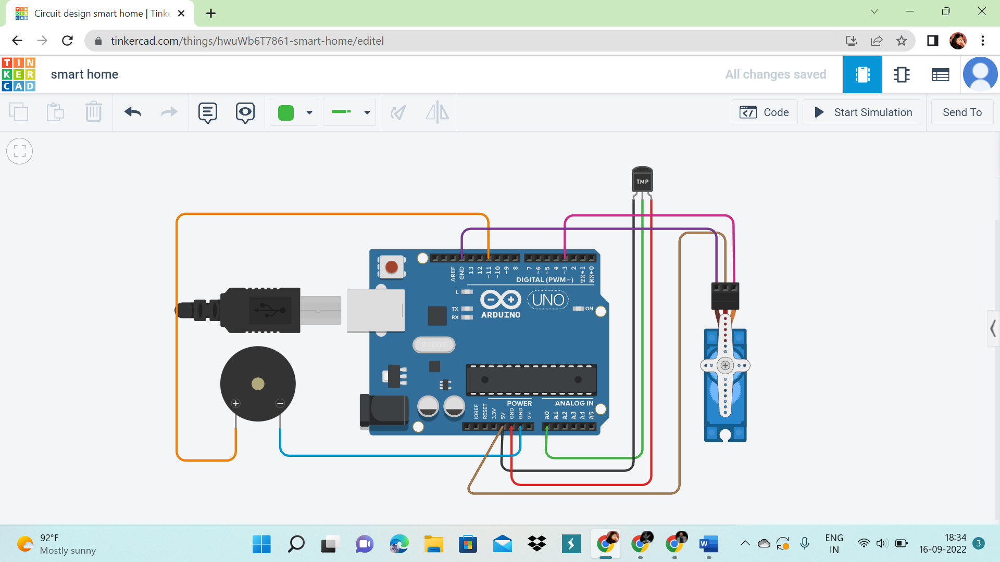 Circuit design smart home | Tinke
tinkercad.com/things/hwuWb6T7861-smart-home/editel
TIN
KER
CAD
smart home
All changes saved
Code
Start Simulation
Send To
TMP
AREF
GND
13
12
~11
~10
~9
8
7
~6
~5
4
~3
2
TX→1
RX←0
DIGITAL (PWM~)
L
TX
RX
ARDUINO
UNO
ON
POWER
ANALOG IN
IOREF
RESET
3.3V
5V
GND
GND
Vin
A0
A1
A2
A3
A4
A5
92°F
Mostly sunny
W
ENG
IN
18:34
16-09-2022
3